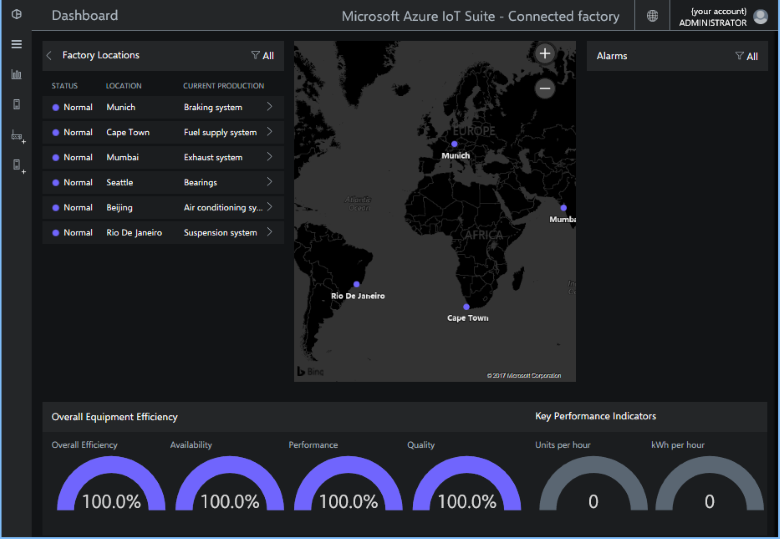 Dashboard
Microsoft Azure IoT Suite - Connected factory
(your account)
ADMINISTRATOR
Factory Locations
All
STATUS LOCATION CURRENT PRODUCTION
Normal Munich Braking system
Normal Cape Town Fuel supply system
Normal Mumbai Exhaust system
Normal Seattle Bearings
Normal Beijing Air conditioning sy...
Normal Rio De Janeiro Suspension system
EUROPE
Munich
Mumba
AFRICA
Rio De Janeiro
Cape Town
Bing
© 2017 Microsoft Corporation
Alarms
All
Overall Equipment Efficiency
Overall Efficiency Availability Performance Quality
100.0% 100.0% 100.0% 100.0%
Key Performance Indicators
Units per hour kWh per hour
0 0